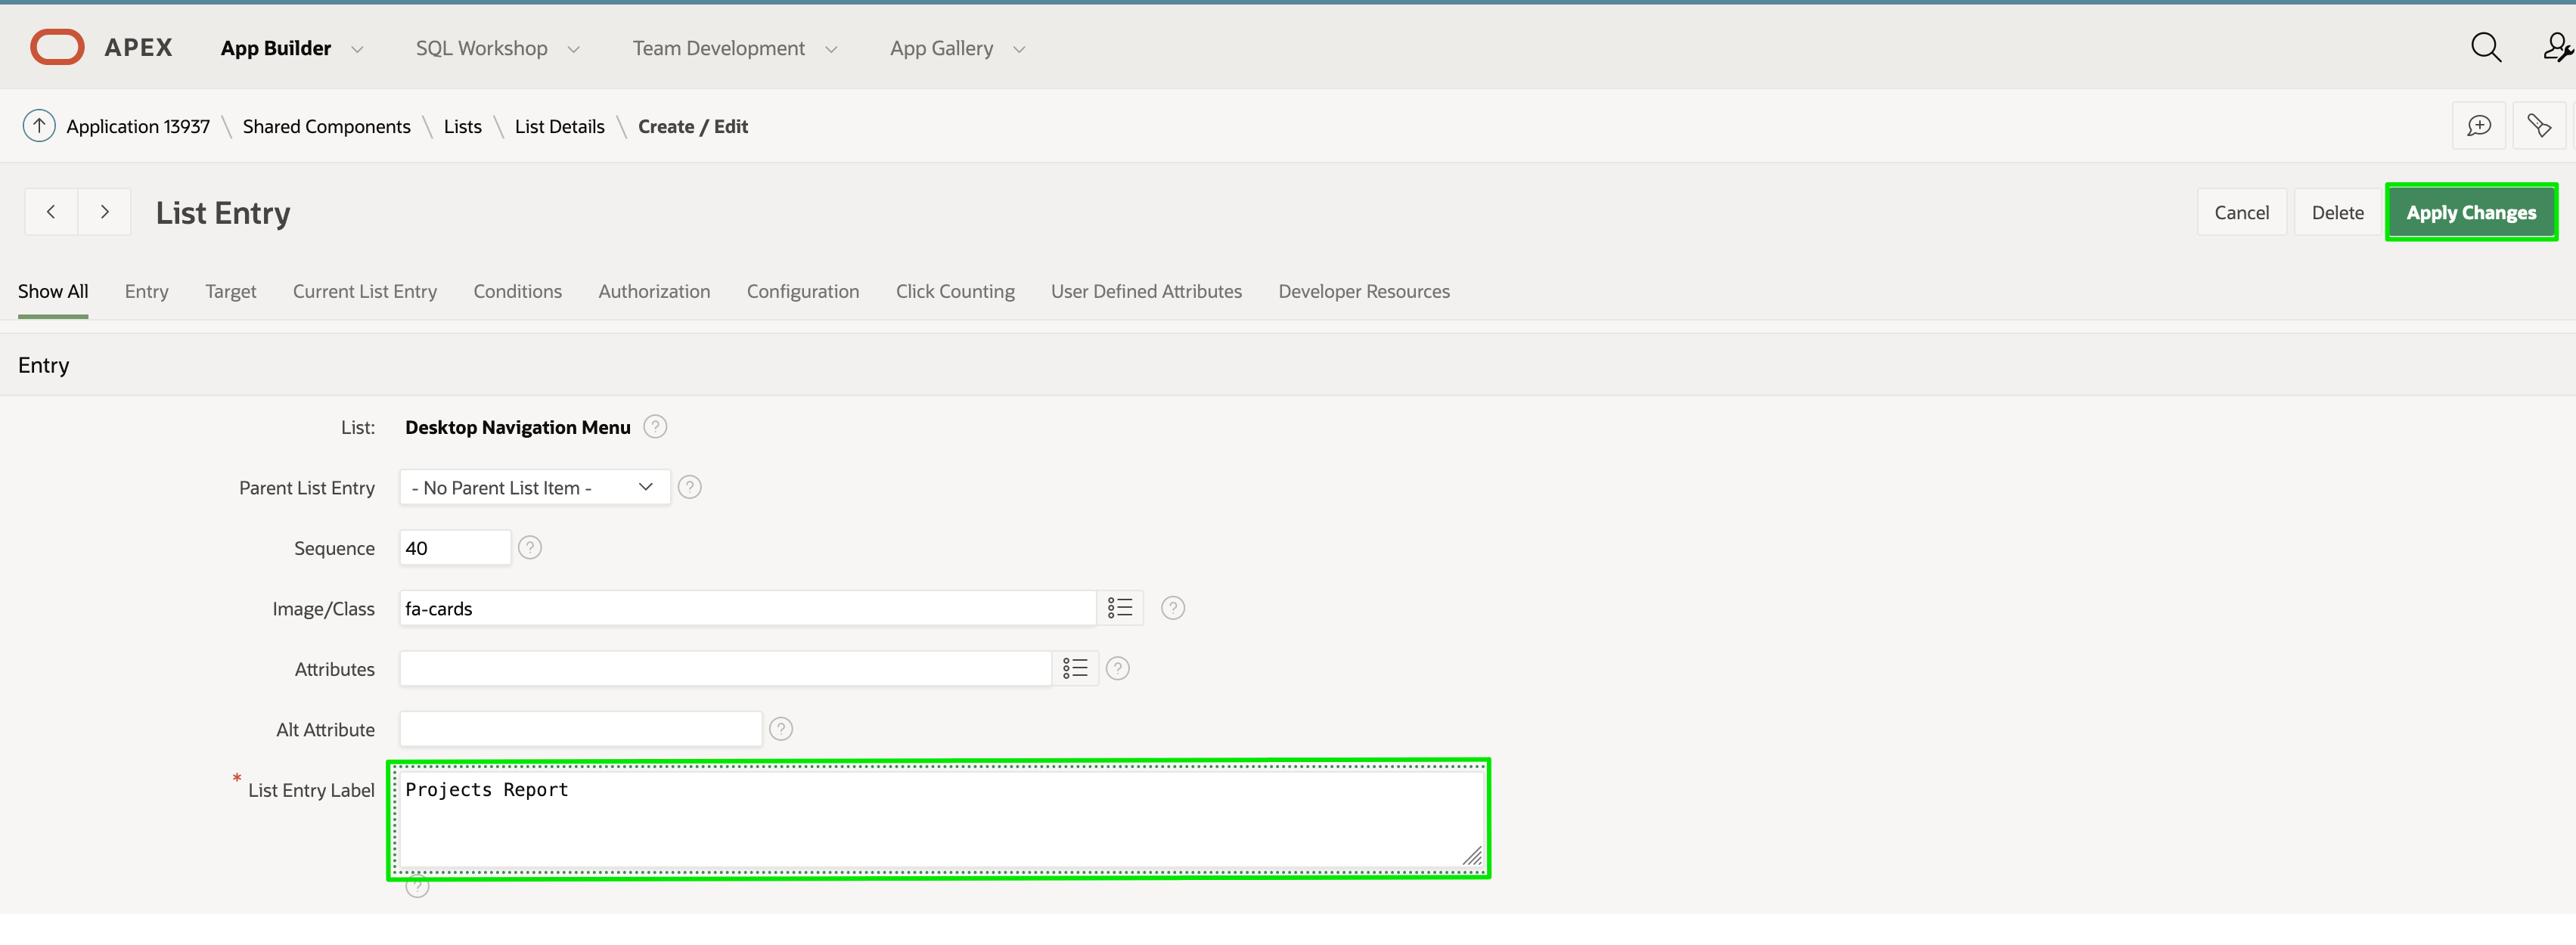 APEX App Builder SQL Workshop Team Development App Gallery
Application 13937 \ Shared Components \ Lists \ List Details \ Create / Edit
List Entry Cancel Delete Apply Changes
Show All Entry Target Current List Entry Conditions Authorization Configuration Click Counting User Defined Attributes Developer Resources
Entry
List: Desktop Navigation Menu ?
Parent List Entry - No Parent List Item - ?
Sequence 40 ?
Image/Class fa-cards ?
Attributes ?
Alt Attribute ?
* List Entry Label Projects Report
?